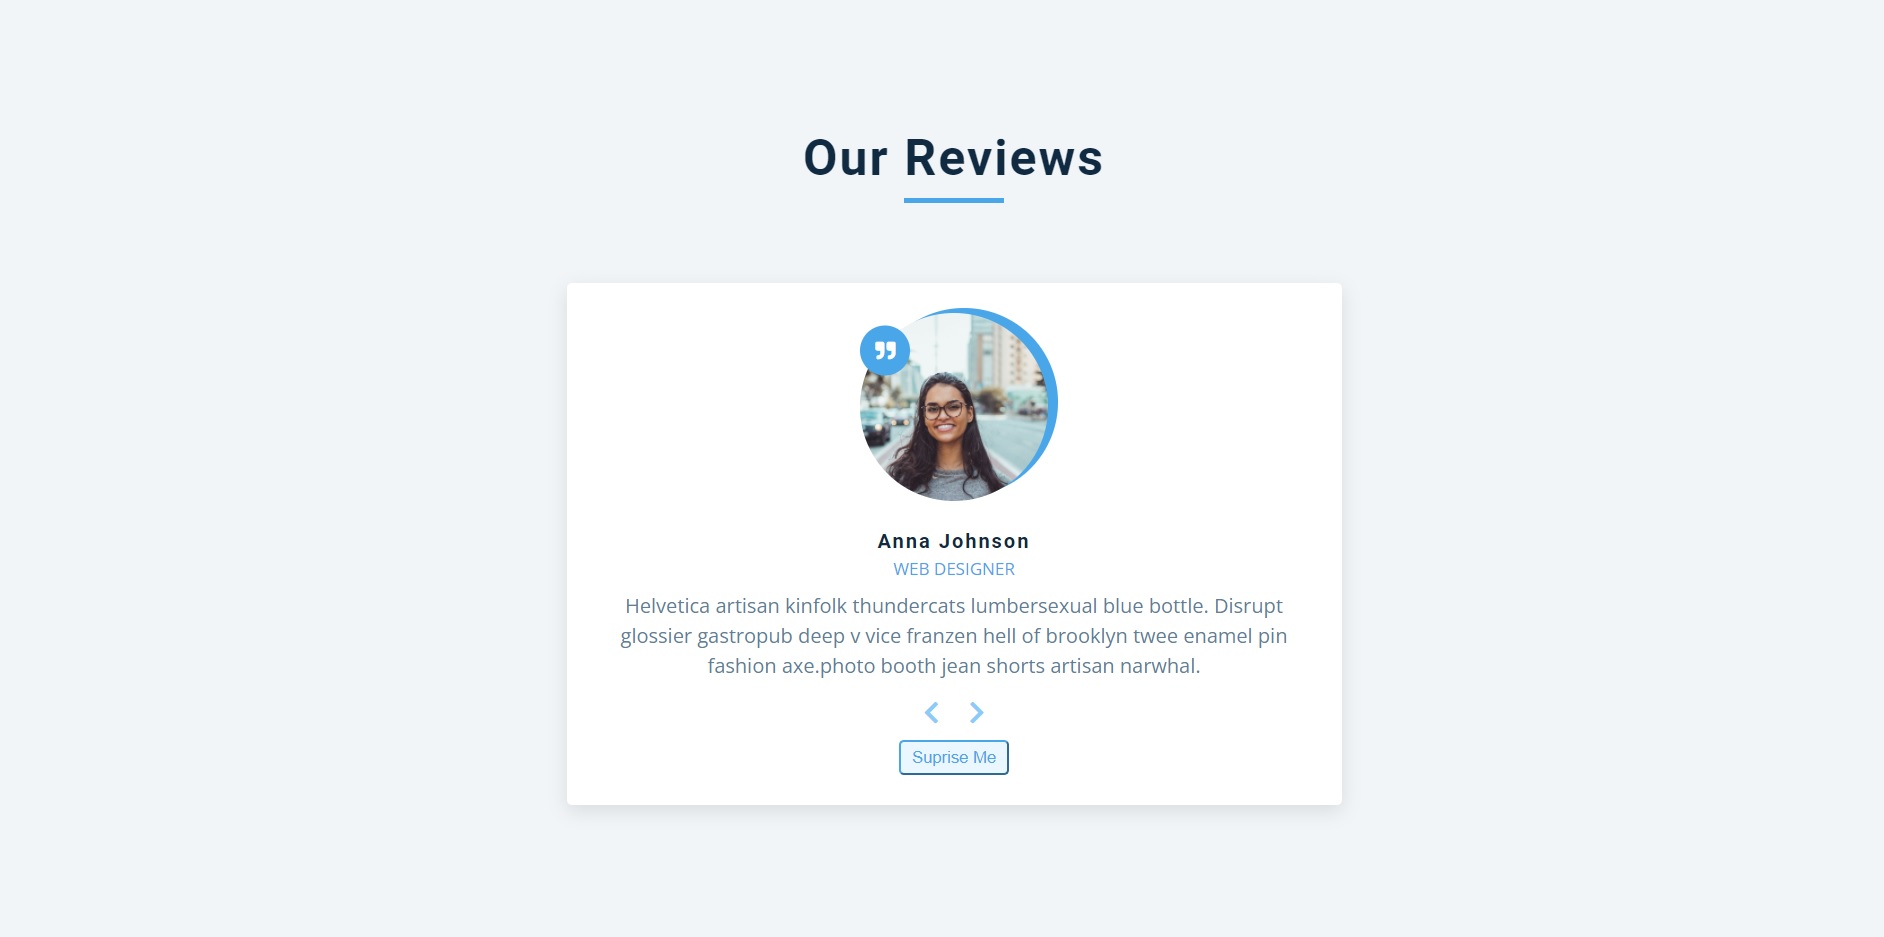 Our Reviews
Anna Johnson
WEB DESIGNER
Helvetica artisan kinfolk thundercats lumbersexual blue bottle. Disrupt
glossier gastropub deep v vice franzen hell of brooklyn twee enamel pin
fashion axe.photo booth jean shorts artisan narwhal.
Suprise Me